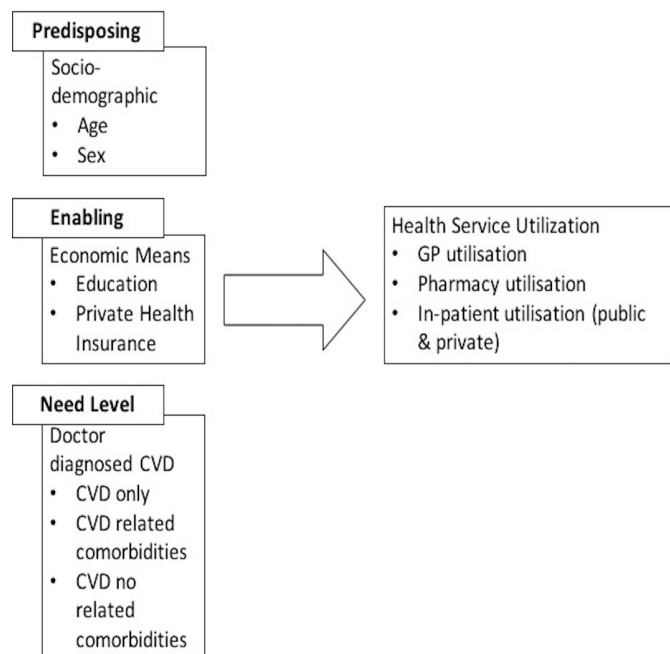 Predisposing
Socio-
demographic
• Age
• Sex
Enabling
Economic Means
• Education
• Private Health
Insurance
Health Service Utilization
• GP utilisation
• Pharmacy utilisation
• In-patient utilisation (public
& private)
Need Level
Doctor
diagnosed CVD
• CVD only
• CVD related
comorbidities
• CVD no
related
comorbidities